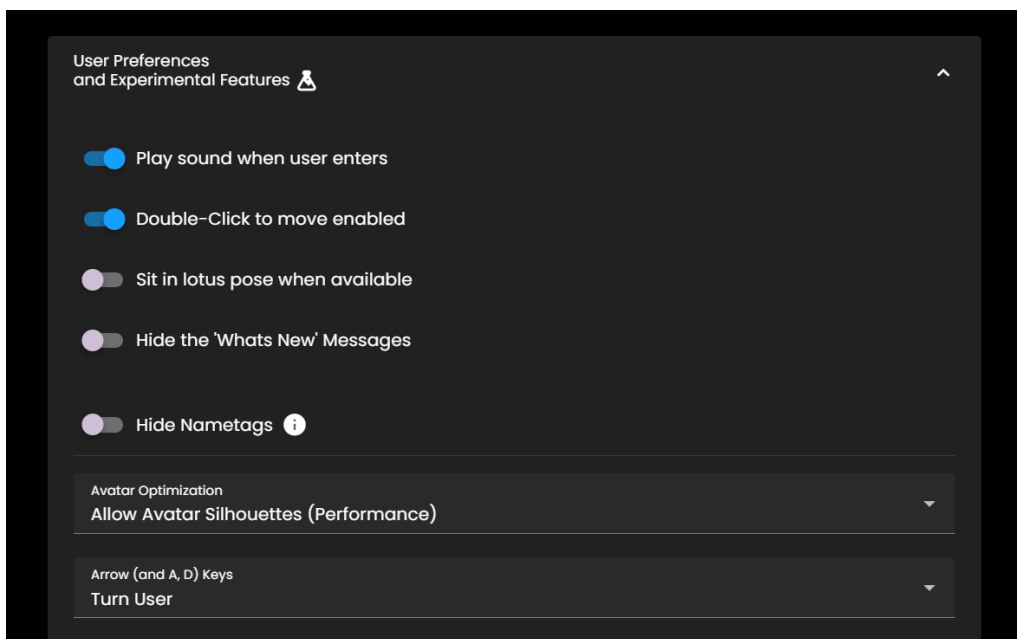 User Preferences
and Experimental Features
Play sound when user enters
Double-Click to move enabled
Sit in lotus pose when available
Hide the 'Whats New' Messages
Hide Nametags
Avatar Optimization
Allow Avatar Silhouettes (Performance)
Arrow (and A, D) Keys
Turn User